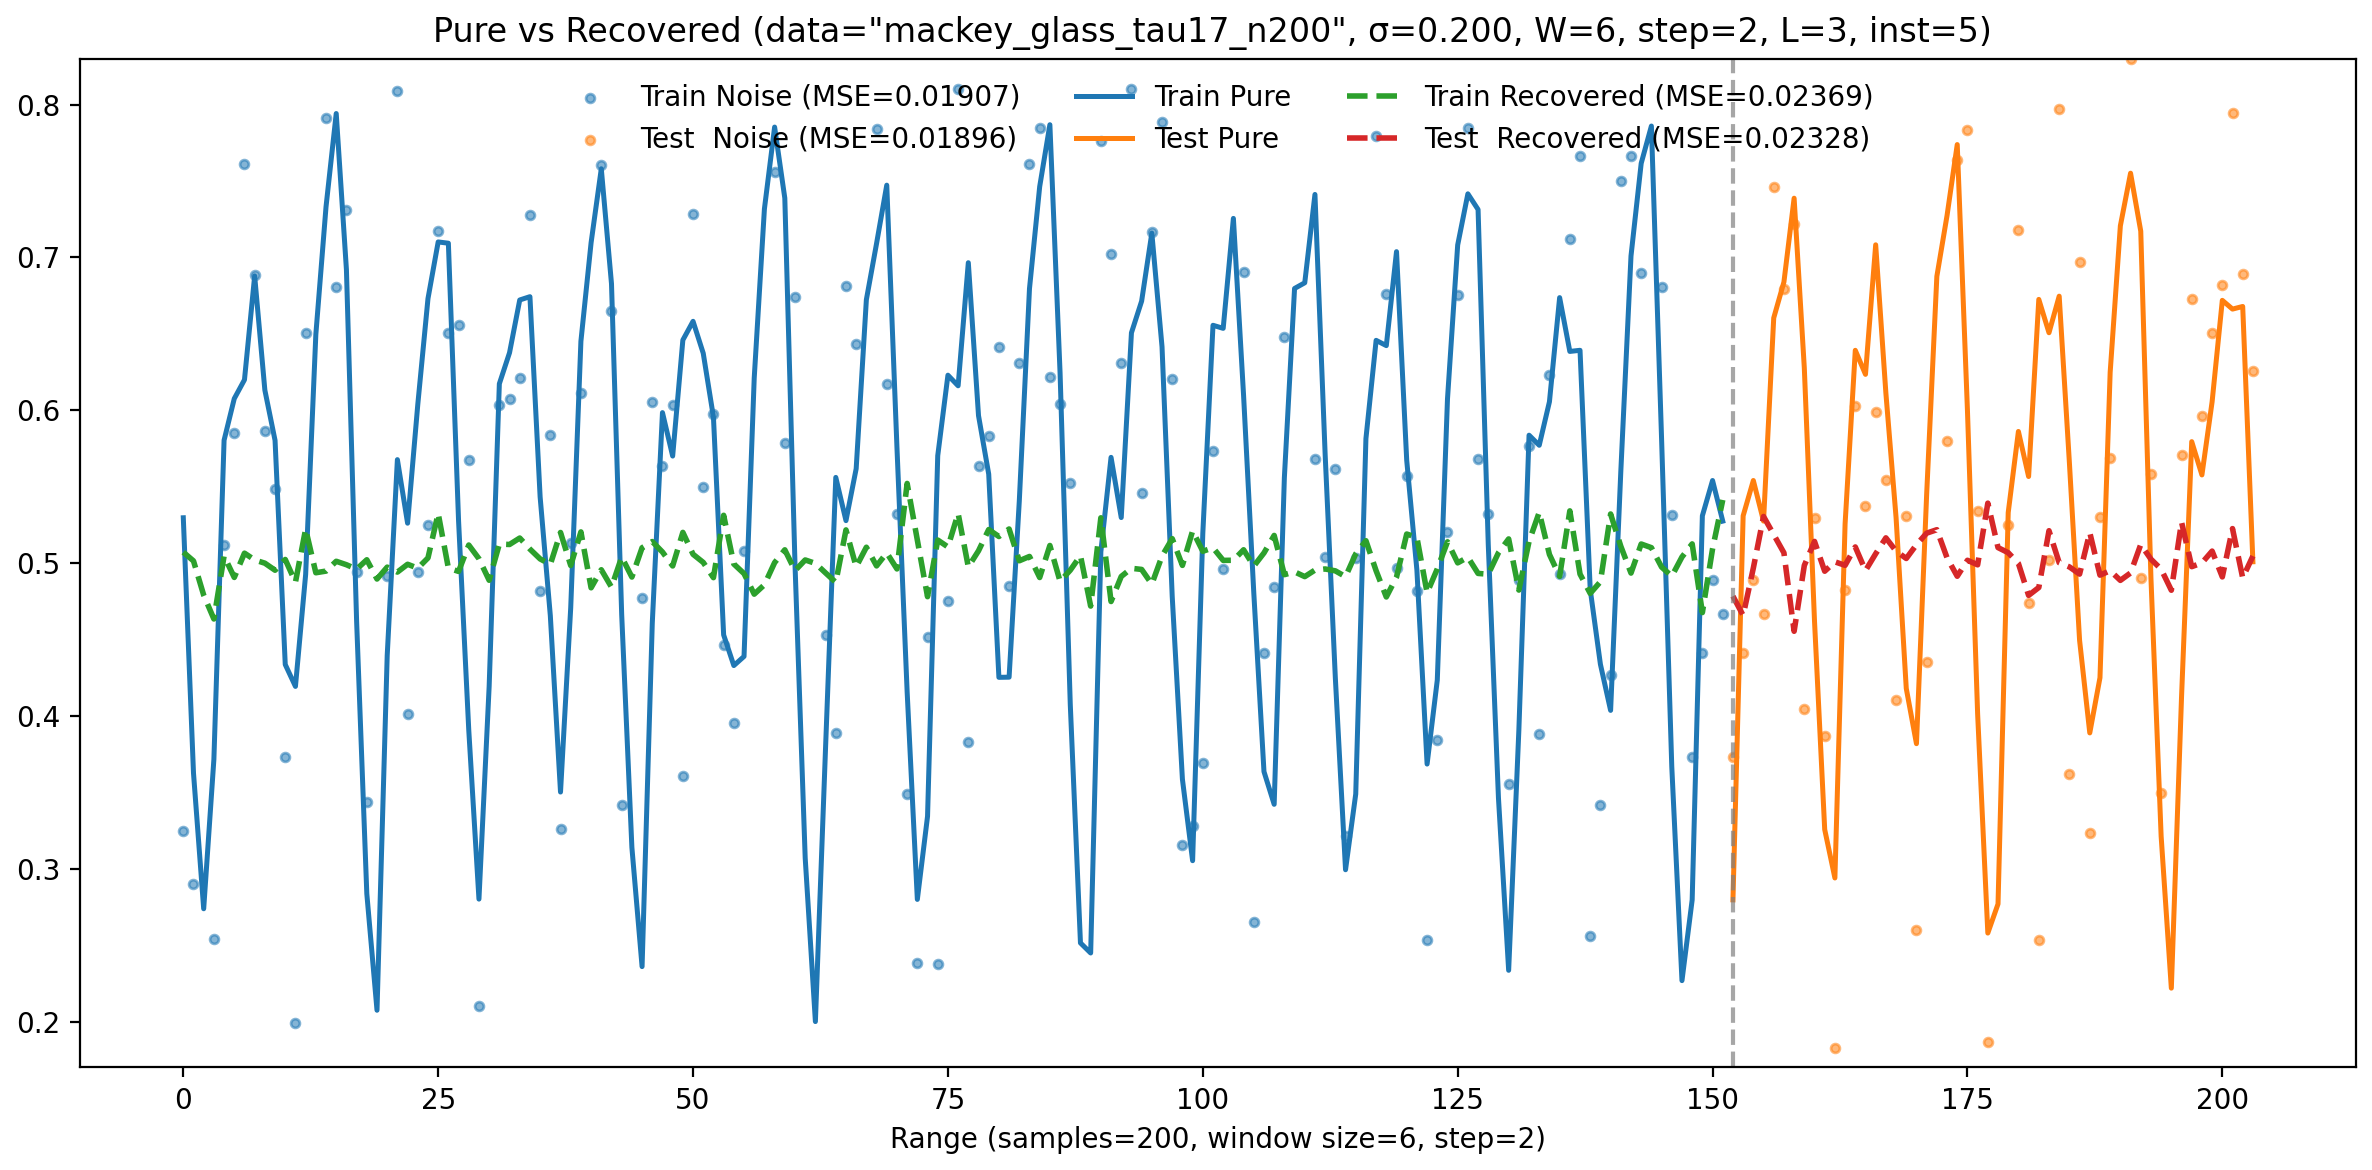 Pure vs Recovered (data="mackey_glass_tau17_n200", σ=0.200, W=6, step=2, L=3, inst=5)
Train Noise (MSE=0.01907)
Test  Noise (MSE=0.01896)
Train Pure
Test Pure
Train Recovered (MSE=0.02369)
Test  Recovered (MSE=0.02328)
0.8
0.7
0.6
0.5
0.4
0.3
0.2
0 25 50 75 100 125 150 175 200
Range (samples=200, window size=6, step=2)